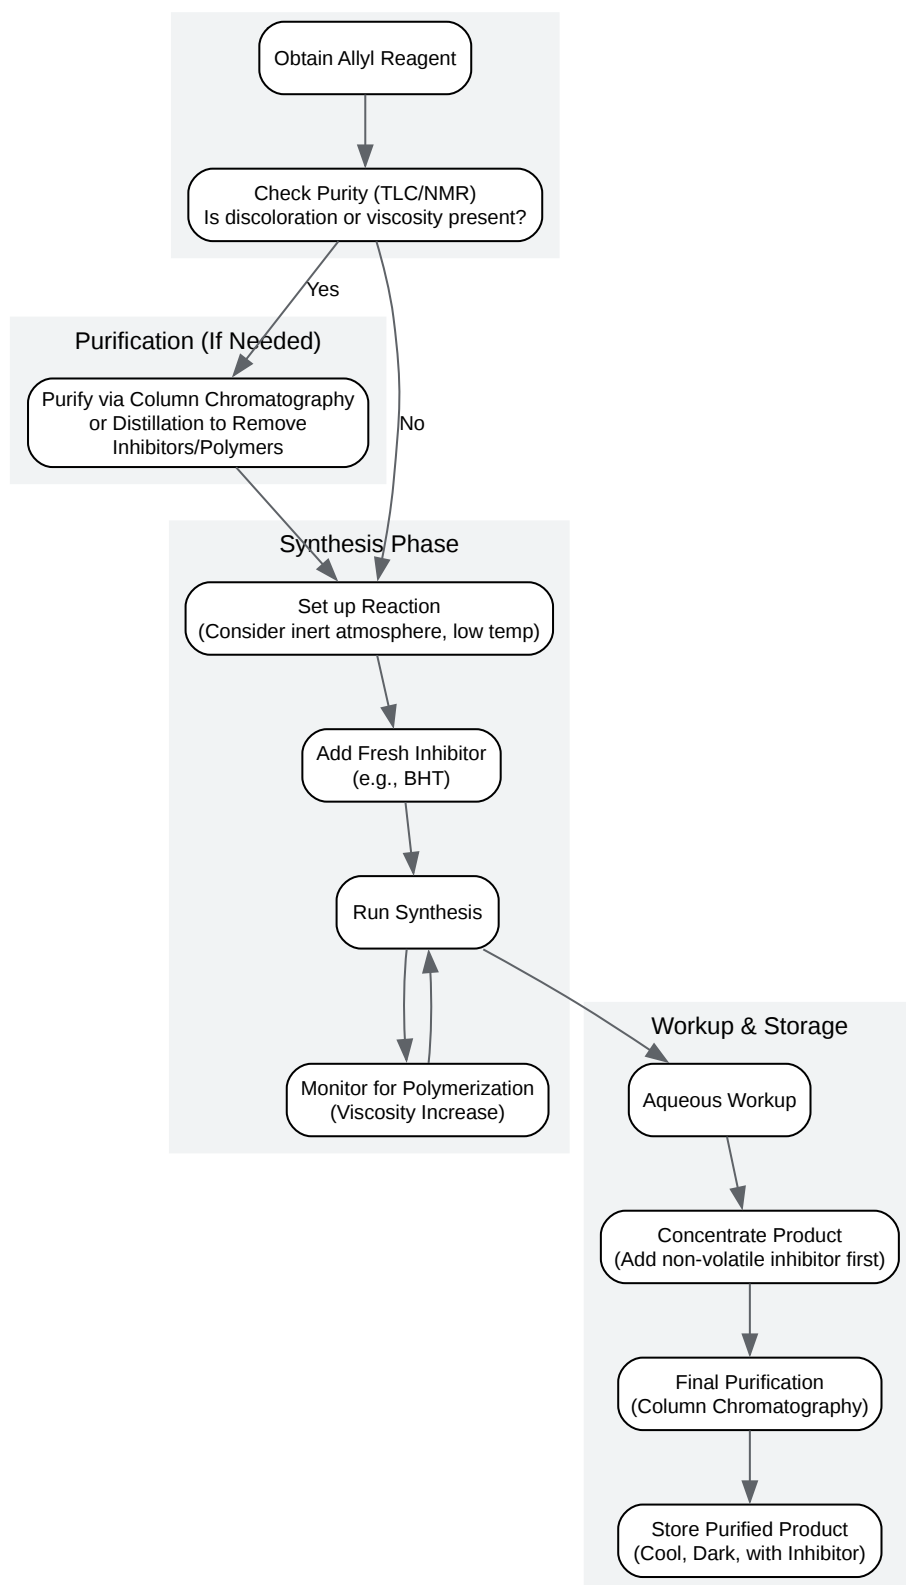 Obtain Allyl Reagent
Check Purity (TLC/NMR)
Is discoloration or viscosity present?
Yes
Purification (If Needed)
Purify via Column Chromatography
or Distillation to Remove
Inhibitors/Polymers
No
Synthesis Phase
Set up Reaction
(Consider inert atmosphere, low temp)
Add Fresh Inhibitor
(e.g., BHT)
Run Synthesis
Monitor for Polymerization
(Viscosity Increase)
Workup & Storage
Aqueous Workup
Concentrate Product
(Add non-volatile inhibitor first)
Final Purification
(Column Chromatography)
Store Purified Product
(Cool, Dark, with Inhibitor)